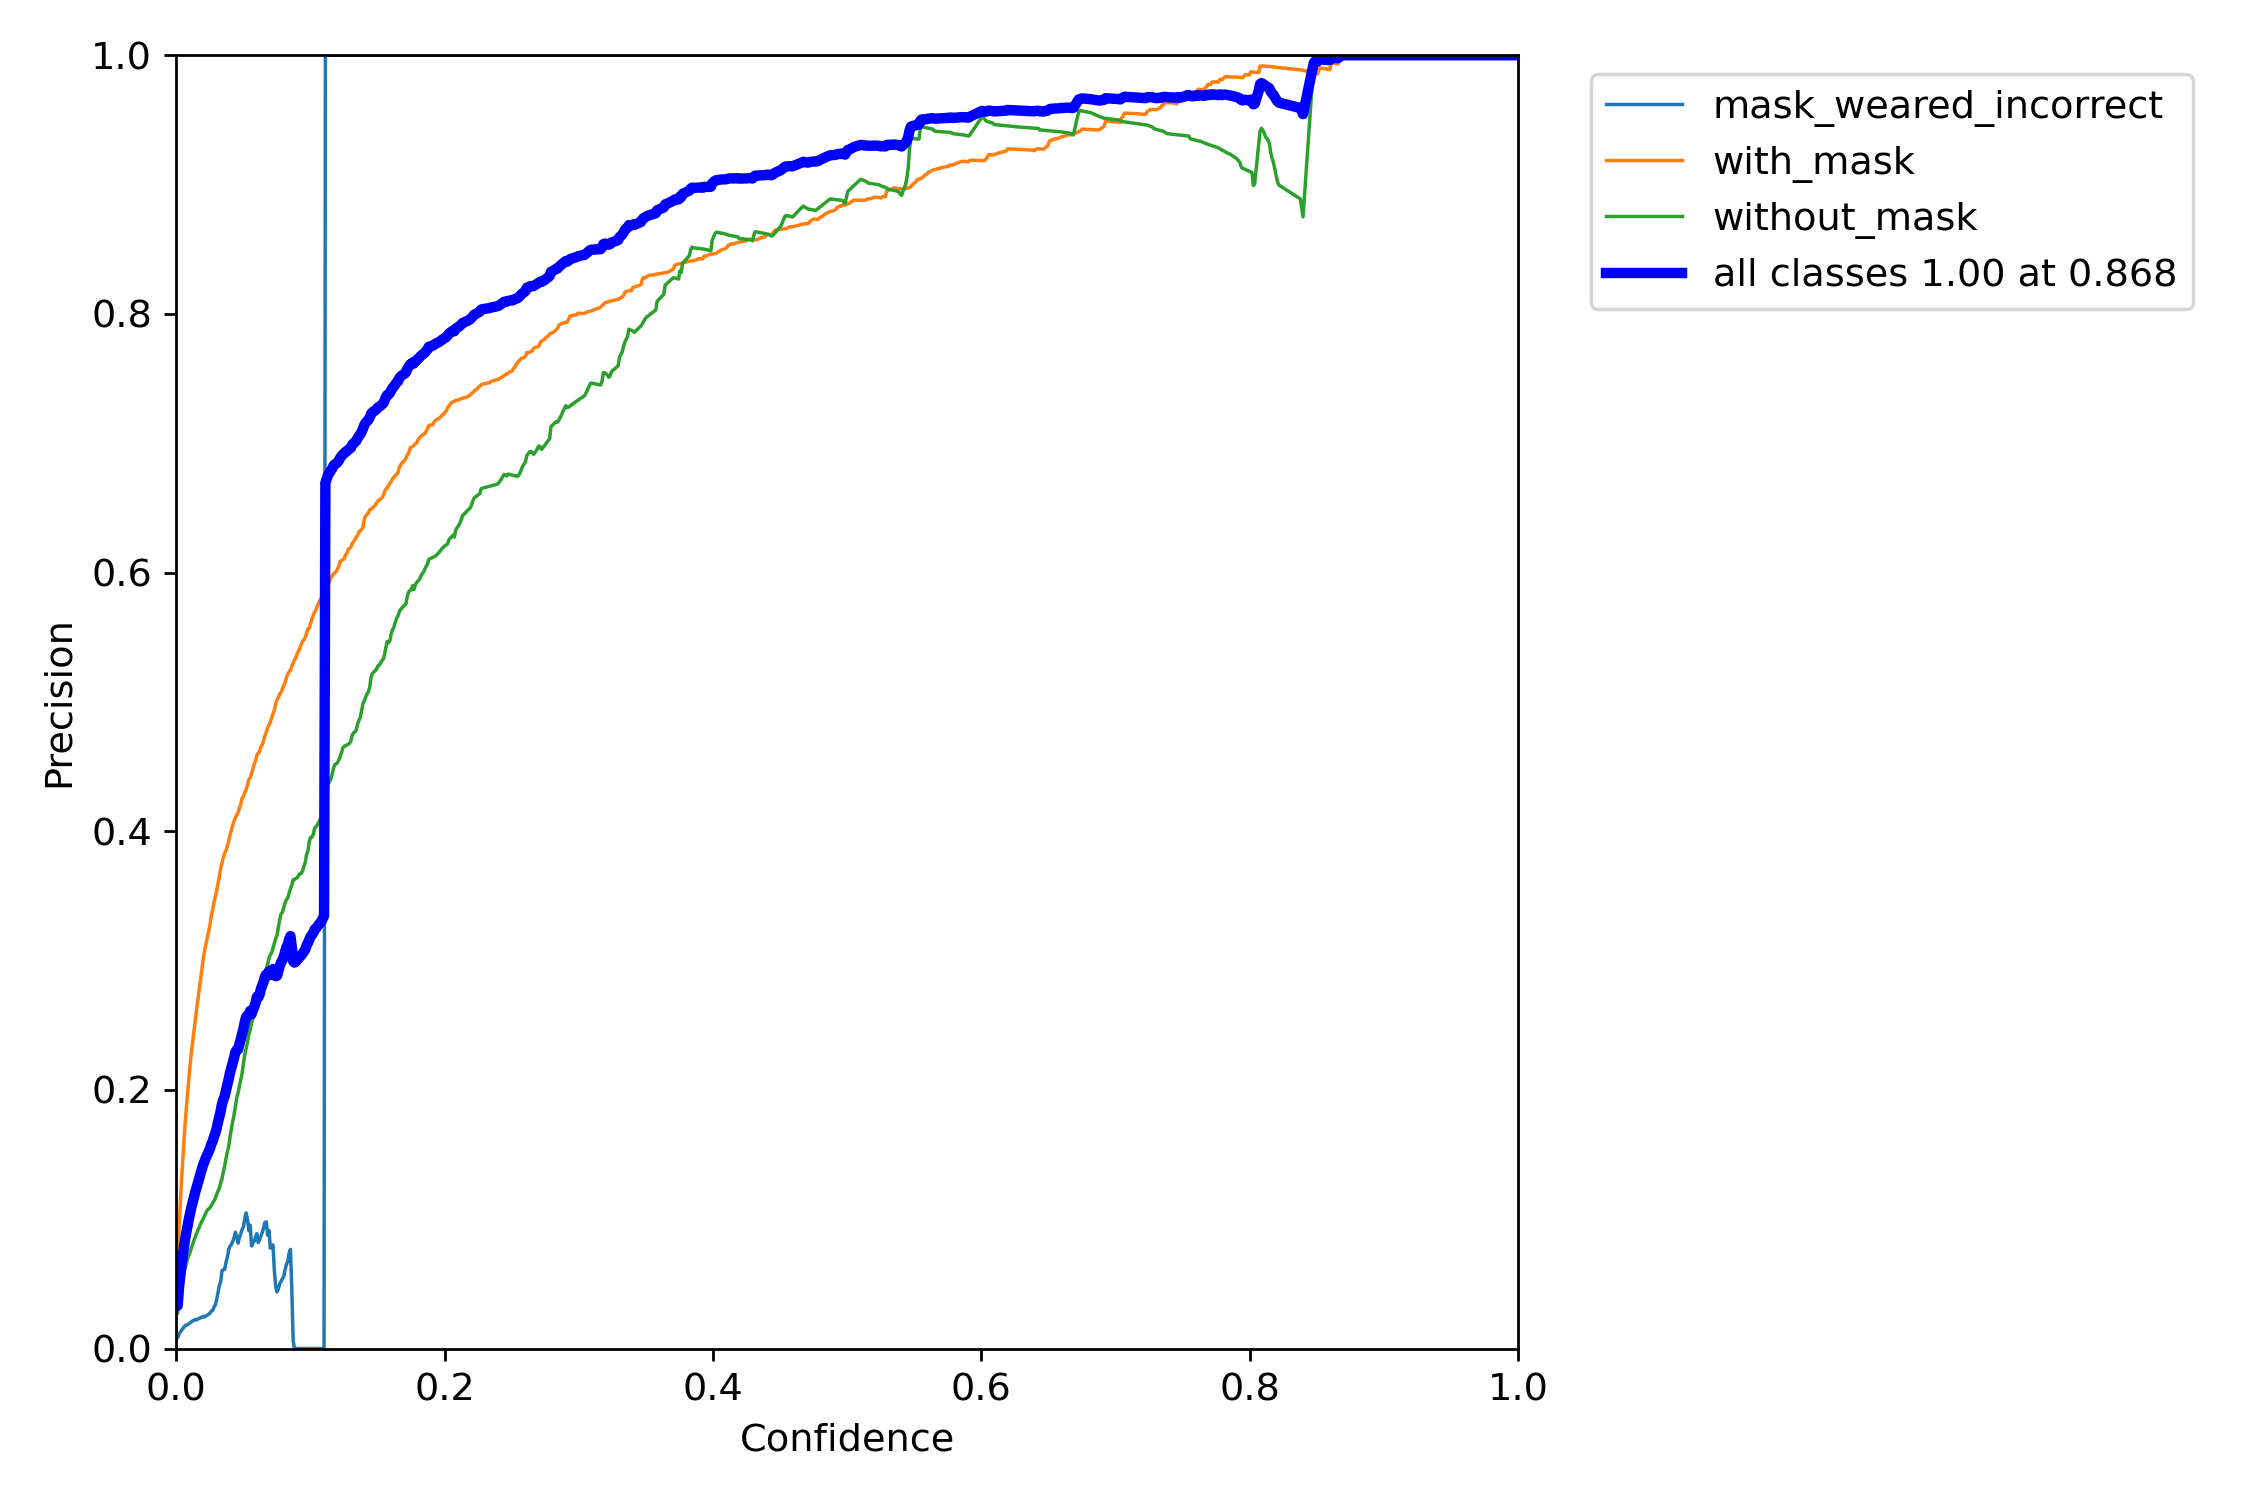 1.0
0.8
0.6
0.4
0.2
0.0
Precision
0.0 0.2 0.4 0.6 0.8 1.0
Confidence
mask_weared_incorrect
with_mask
without_mask
all classes 1.00 at 0.868